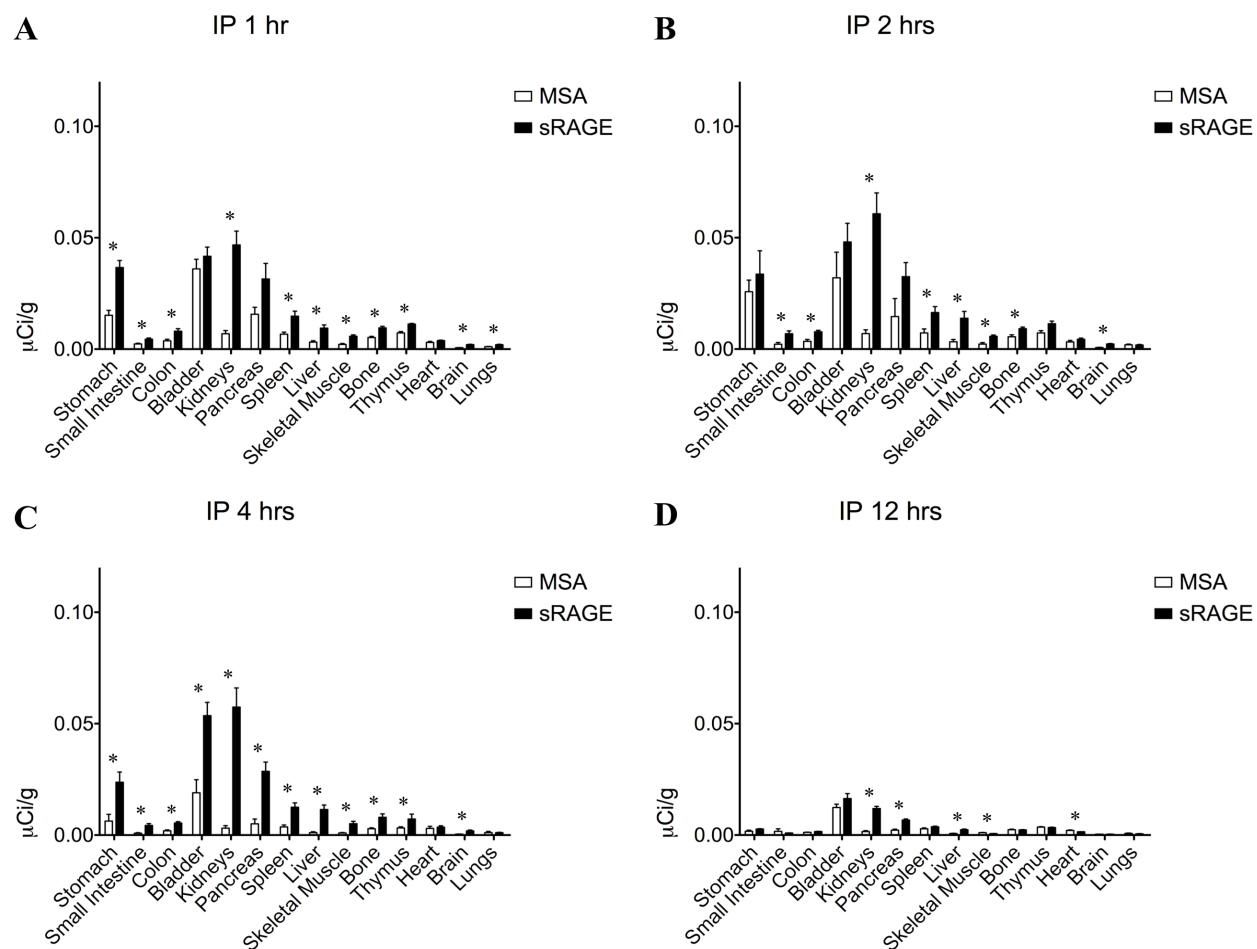 A
IP 1 hr
MSA
sRAGE
0.10
0.05
0.00
μCi/g
* * * * * * * * * * *
Stomach
Small Intestine
Colon
Bladder
Kidneys
Pancreas
Spleen
Liver
Skeletal Muscle
Bone
Thymus
Heart
Brain
Lungs
B
IP 2 hrs
MSA
sRAGE
0.10
0.05
0.00
μCi/g
* * * * * * * *
Stomach
Small Intestine
Colon
Bladder
Kidneys
Pancreas
Spleen
Liver
Skeletal Muscle
Bone
Thymus
Heart
Brain
Lungs
C
IP 4 hrs
MSA
sRAGE
0.10
0.05
0.00
μCi/g
* * * * * * * * * * * *
Stomach
Small Intestine
Colon
Bladder
Kidneys
Pancreas
Spleen
Liver
Skeletal Muscle
Bone
Thymus
Heart
Brain
Lungs
D
IP 12 hrs
MSA
sRAGE
0.10
0.05
0.00
μCi/g
* * * * *
Stomach
Small Intestine
Colon
Bladder
Kidneys
Pancreas
Spleen
Liver
Skeletal Muscle
Bone
Thymus
Heart
Brain
Lungs